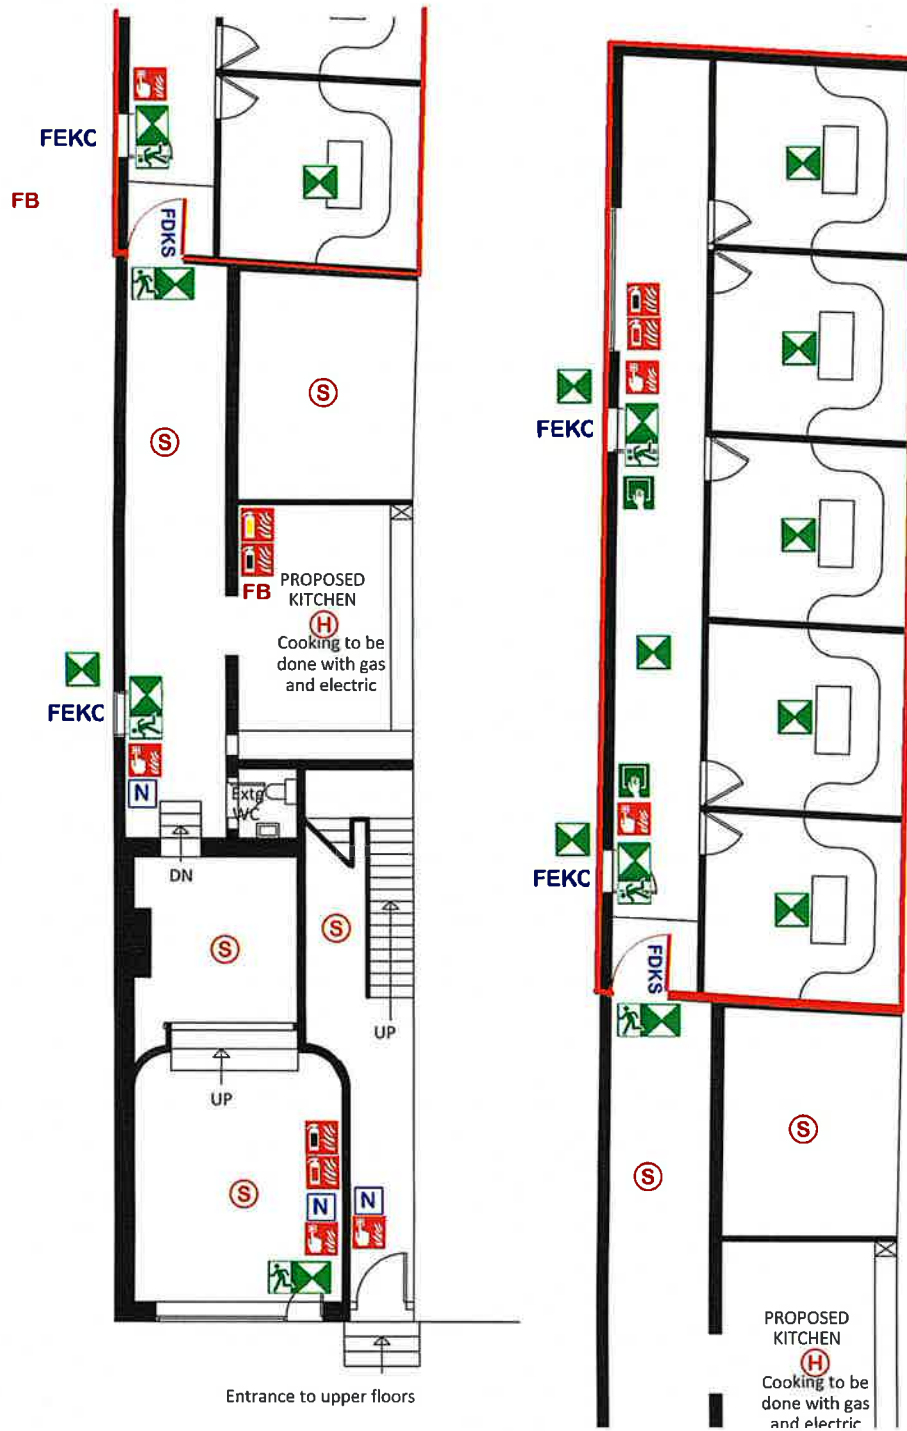 FEKC
FB
FDKS
S
S
FB
PROPOSED
KITCHEN
H
Cooking to be
done with gas
and electric
FEKC
N
Extg
WC
DN
S
S
UP
UP
S
N
N
Entrance to upper floors
FEKC
FEKC
FDKS
S
S
PROPOSED
KITCHEN
H
Cooking to be
done with gas
and electric